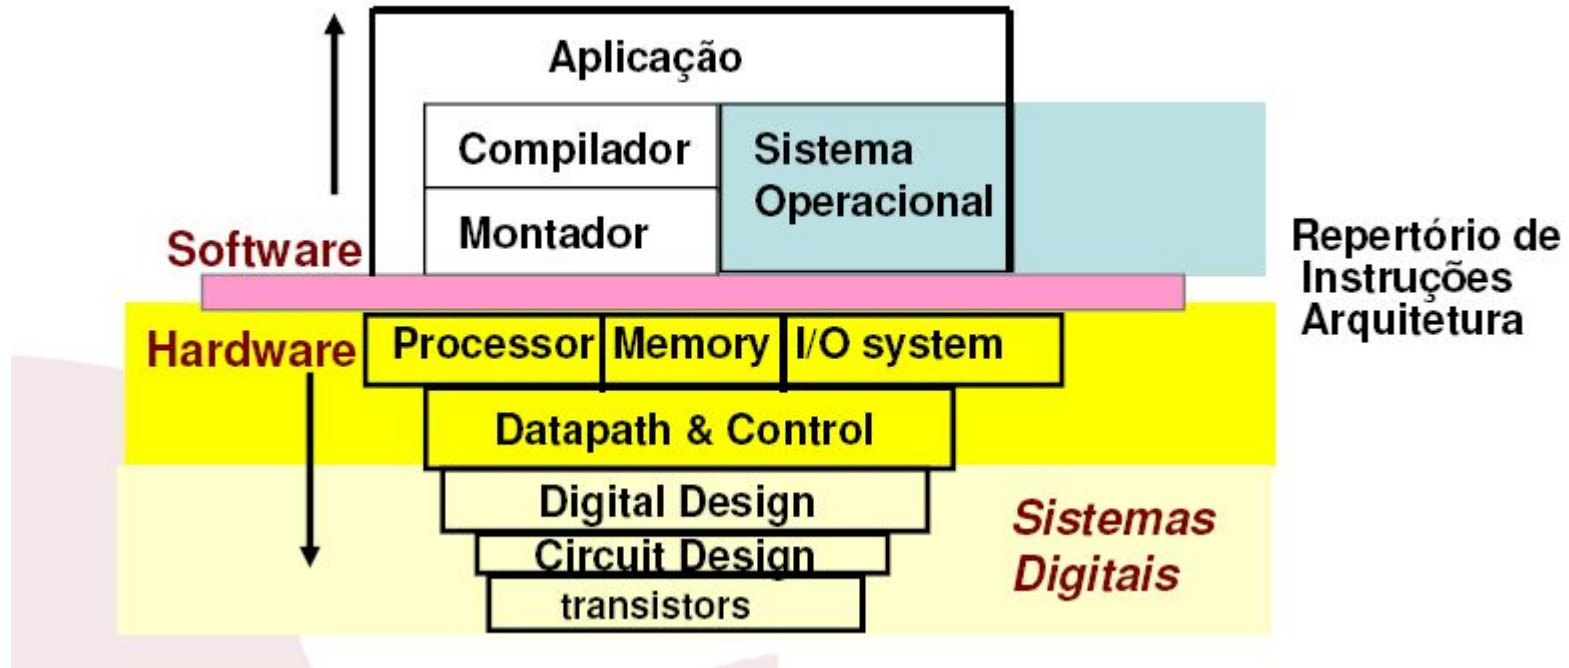 Aplicação
Compilador
Sistema
Operacional
Montador
Software
Repertório de
Instruções
Arquitetura
Hardware
Processor
Memory
I/O system
Datapath & Control
Digital Design
Sistemas
Digitais
Circuit Design
transistors